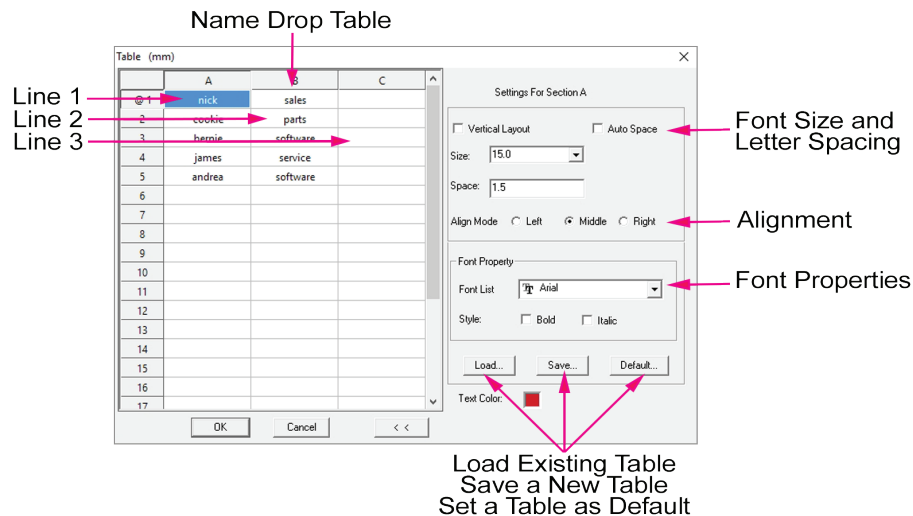 Name Drop Table
Table (mm)
A B C
Settings For Section A
Line 1
@ 1 nick sales
Line 2
2 cookie parts
Line 3
3 bernie software
4 james service
5 andrea software
6
7
8
9
10
11
12
13
14
15
16
17
Vertical Layout Auto Space
Font Size and
Letter Spacing
Size: 15.0
Space: 1.5
Align Mode Left Middle Right
Alignment
Font Property
Font List Arial
Font Properties
Style: Bold Italic
Load... Save... Default...
Text Color:
OK Cancel < <
Load Existing Table
Save a New Table
Set a Table as Default